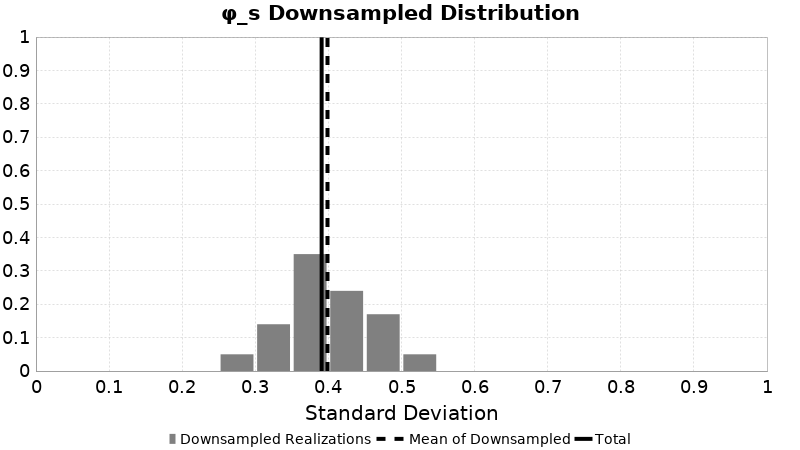 φ_s Downsampled Distribution
1
0.9
0.8
0.7
0.6
0.5
0.4
0.3
0.2
0.1
0
0 0.1 0.2 0.3 0.4 0.5 0.6 0.7 0.8 0.9 1
Standard Deviation
Downsampled Realizations Mean of Downsampled Total